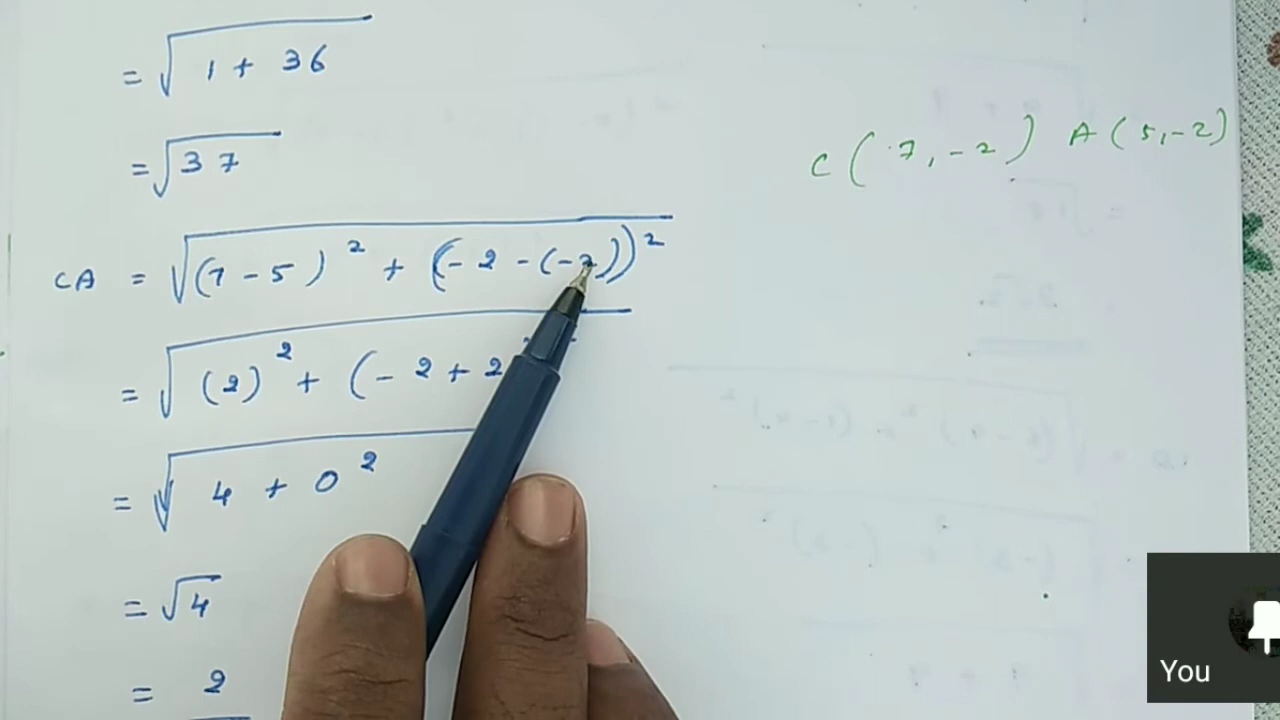 = √1 + 36
= √37
C(7,-2) A(5,-2)
CA = √(7-5)² + (-2-(-2))²
= √(2)² + (-2+2
= √4 + 0²
= √4
= 2
You